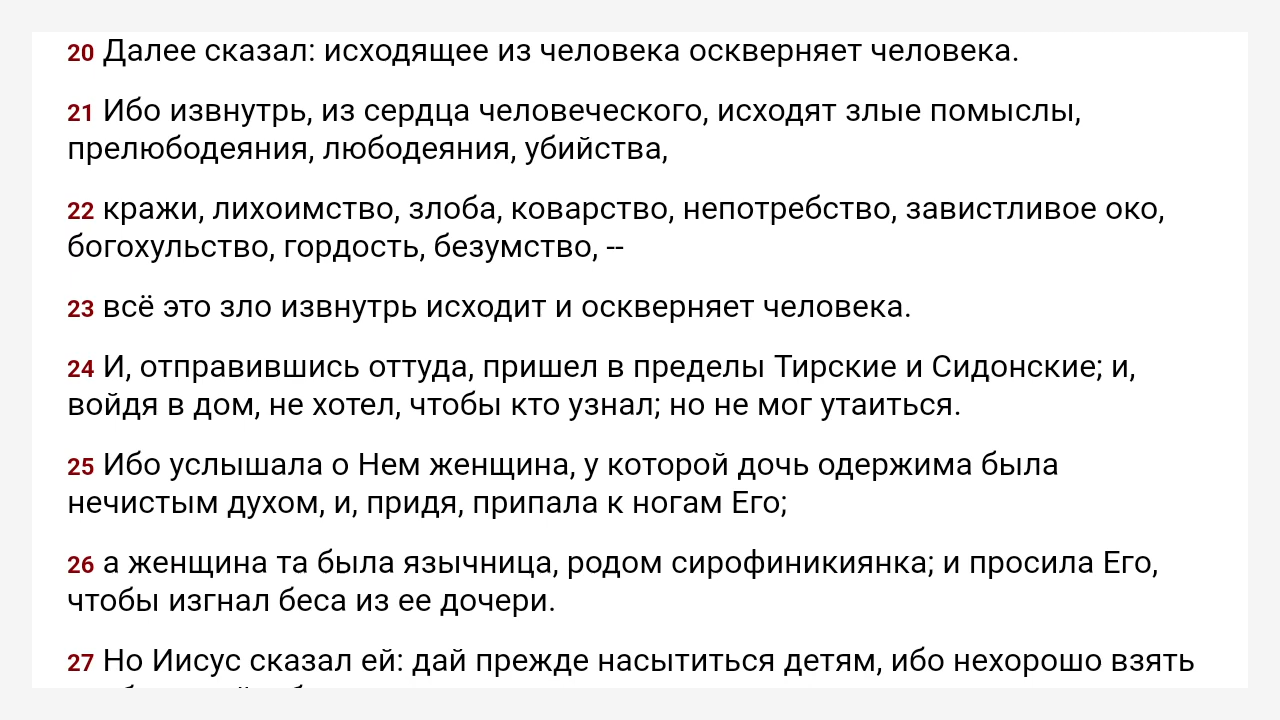 20 Далее сказал: исходящее из человека оскверняет человека.
21 Ибо извнутрь, из сердца человеческого, исходят злые помыслы,
прелюбодеяния, любодеяния, убийства,
22 кражи, лихоимство, злоба, коварство, непотребство, завистливое око,
богохульство, гордость, безумство, --
23 всё это зло извнутрь исходит и оскверняет человека.
24 И, отправившись оттуда, пришел в пределы Тирские и Сидонские; и,
войдя в дом, не хотел, чтобы кто узнал; но не мог утаиться.
25 Ибо услышала о Нем женщина, у которой дочь одержима была
нечистым духом, и, придя, припала к ногам Его;
26 а женщина та была язычница, родом сирофиникиянка; и просила Его,
чтобы изгнал беса из ее дочери.
27 Но Иисус сказал ей: дай прежде насытиться детям, ибо нехорошо взять